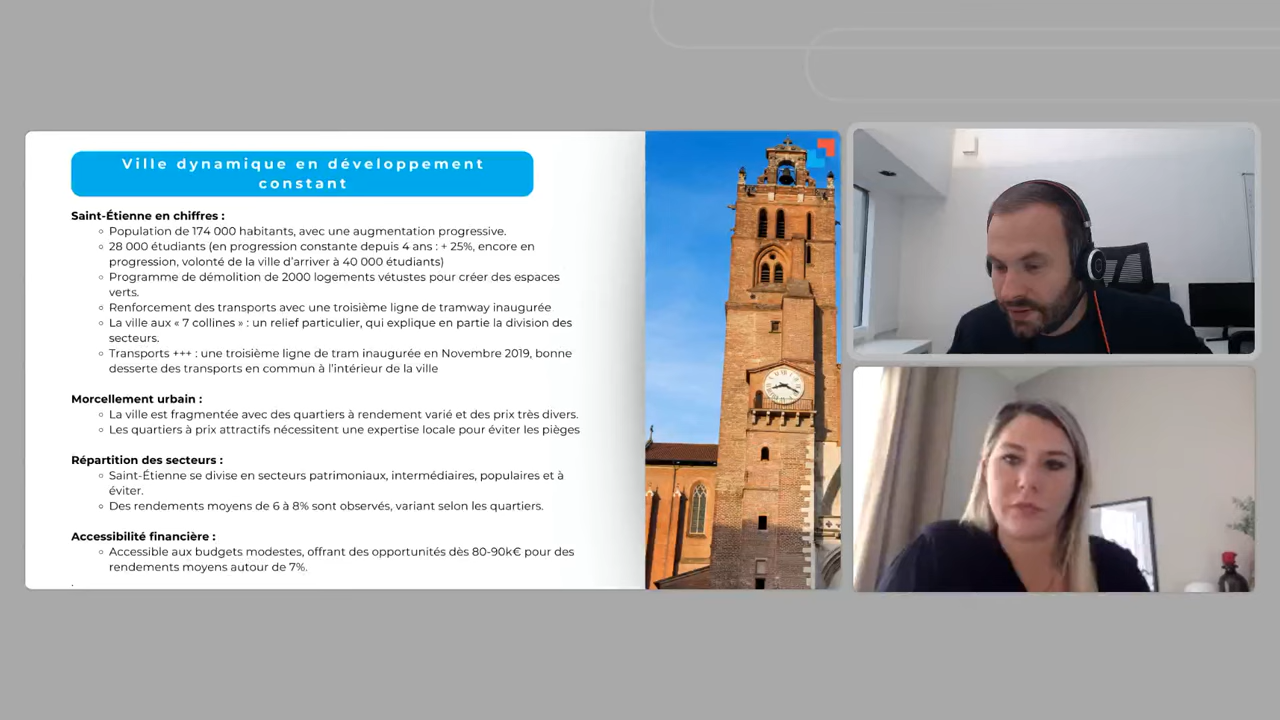 Ville dynamique en développement
constant
Saint-Étienne en chiffres :
Population de 174 000 habitants, avec une augmentation progressive.
28 000 étudiants (en progression constante depuis 4 ans : + 25%, encore en
progression, volonté de la ville d'arriver à 40 000 étudiants)
Programme de démolition de 2000 logements vétustes pour créer des espaces
verts.
Renforcement des transports avec une troisième ligne de tramway inaugurée
La ville aux « 7 collines » : un relief particulier, qui explique en partie la division des
secteurs.
Transports +++ : une troisième ligne de tram inaugurée en Novembre 2019, bonne
desserte des transports en commun à l'intérieur de la ville
Morcellement urbain :
La ville est fragmentée avec des quartiers à rendement varié et des prix très divers.
Les quartiers à prix attractifs nécessitent une expertise locale pour éviter les pièges
Répartition des secteurs :
Saint-Étienne se divise en secteurs patrimoniaux, intermédiaires, populaires et à
éviter.
Des rendements moyens de 6 à 8% sont observés, variant selon les quartiers.
Accessibilité financière :
Accessible aux budgets modestes, offrant des opportunités dès 80-90k€ pour des
rendements moyens autour de 7%.
.